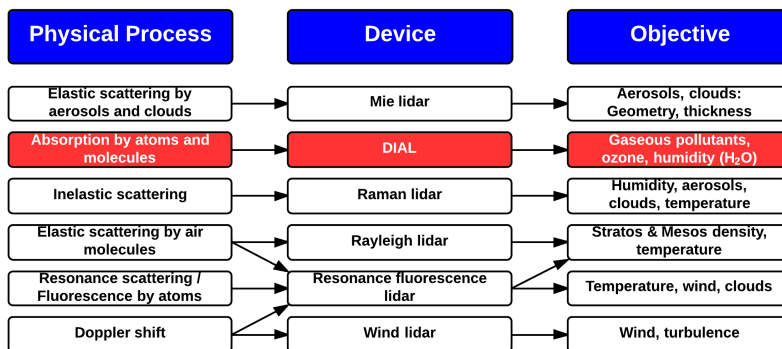 Physical Process
Device
Objective
Elastic scattering by
aerosols and clouds
Mie lidar
Aerosols, clouds:
Geometry, thickness
Absorption by atoms and
molecules
DIAL
Gaseous pollutants,
ozone, humidity (H₂O)
Inelastic scattering
Raman lidar
Humidity, aerosols,
clouds, temperature
Elastic scattering by air
molecules
Rayleigh lidar
Stratos & Mesos density,
temperature
Resonance scattering /
Fluorescence by atoms
Resonance fluorescence
lidar
Temperature, wind, clouds
Doppler shift
Wind lidar
Wind, turbulence